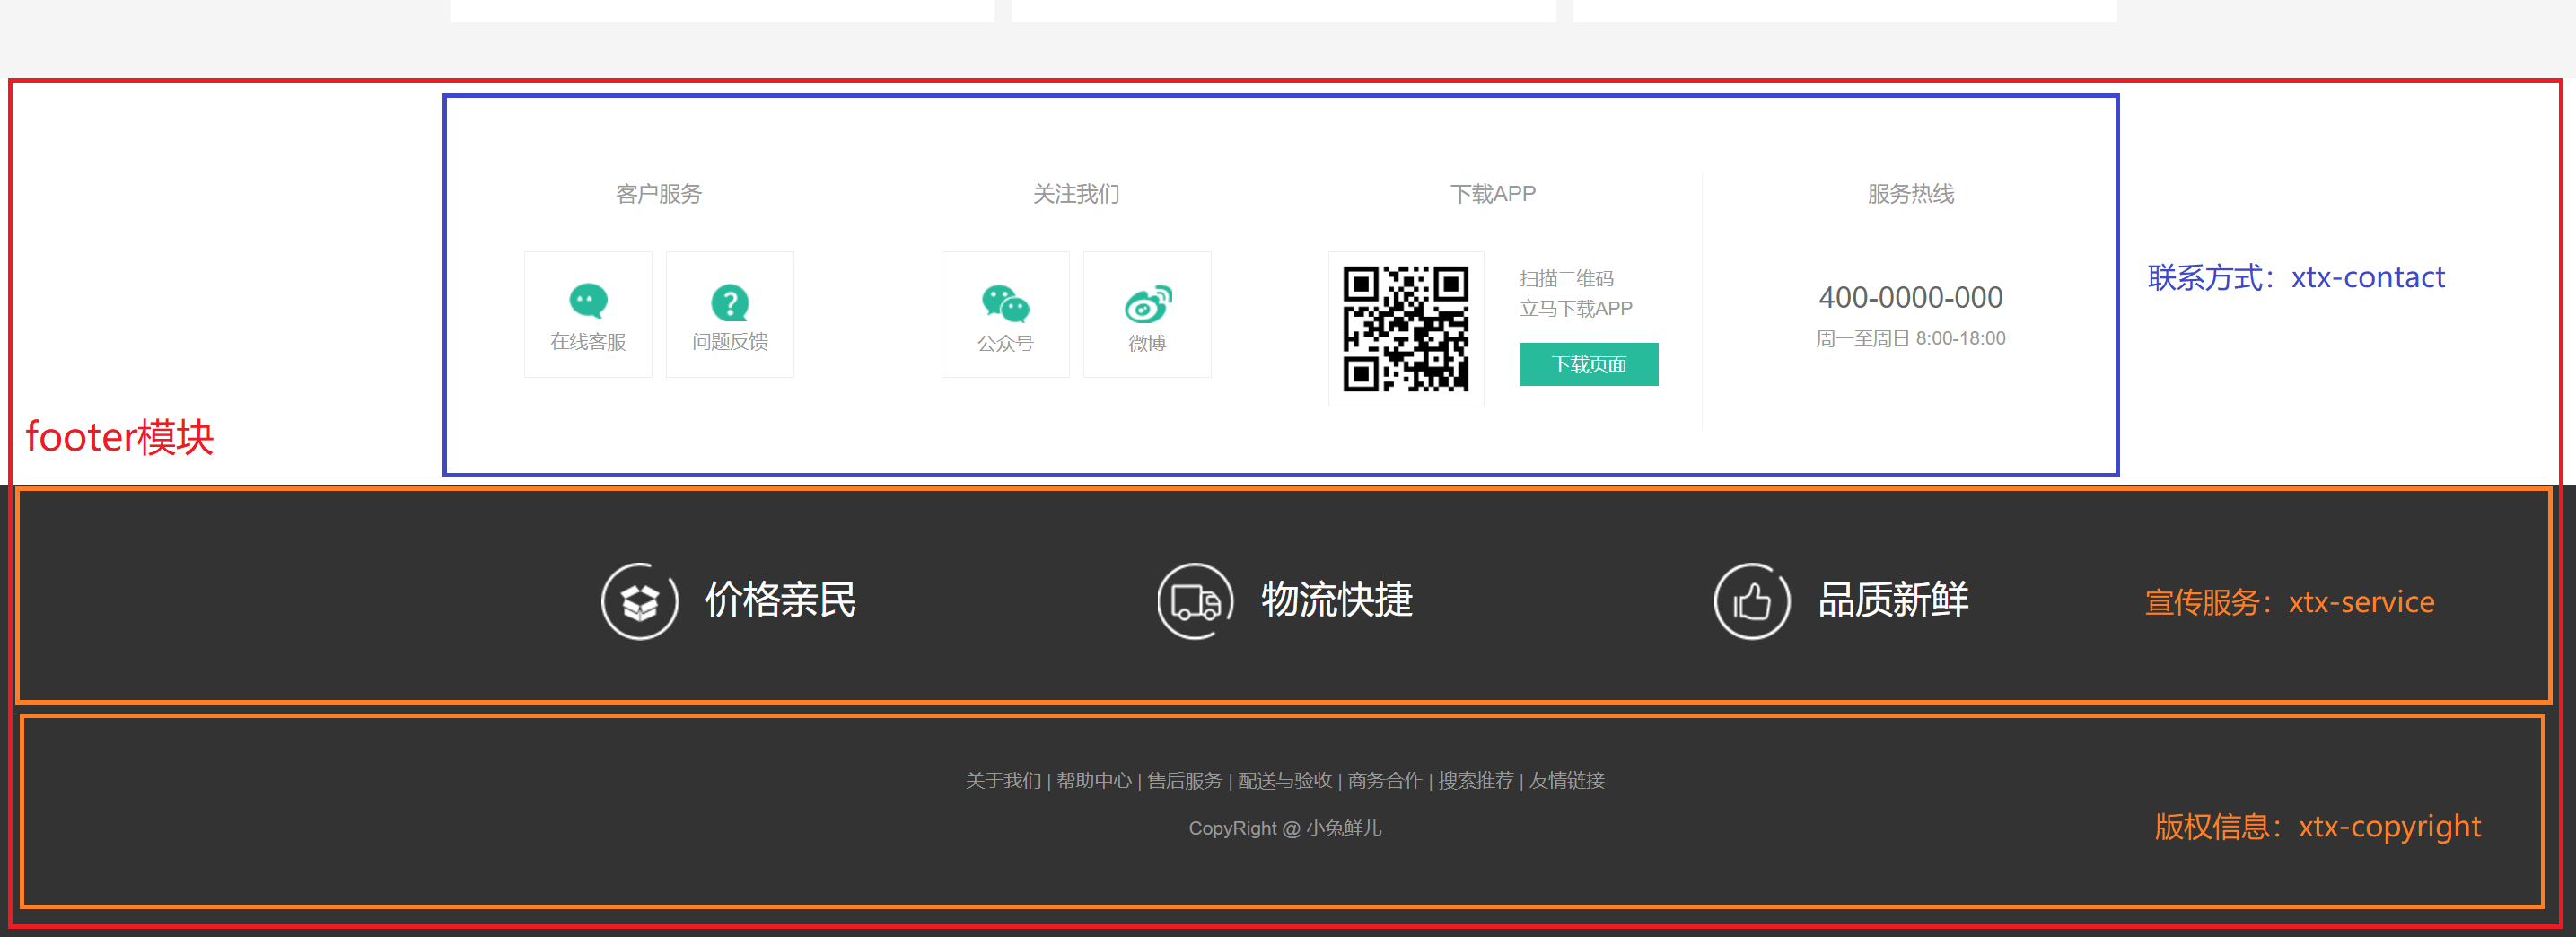 客户服务
关注我们
下载APP
服务热线
在线客服
问题反馈
公众号
微博
扫描二维码
立马下载APP
下载页面
400-0000-000
周一至周日 8:00-18:00
联系方式：xtx-contact
footer模块
价格亲民
物流快捷
品质新鲜
宣传服务：xtx-service
关于我们 | 帮助中心 | 售后服务 | 配送与验收 | 商务合作 | 搜索推荐 | 友情链接
CopyRight @ 小兔鲜儿
版权信息：xtx-copyright